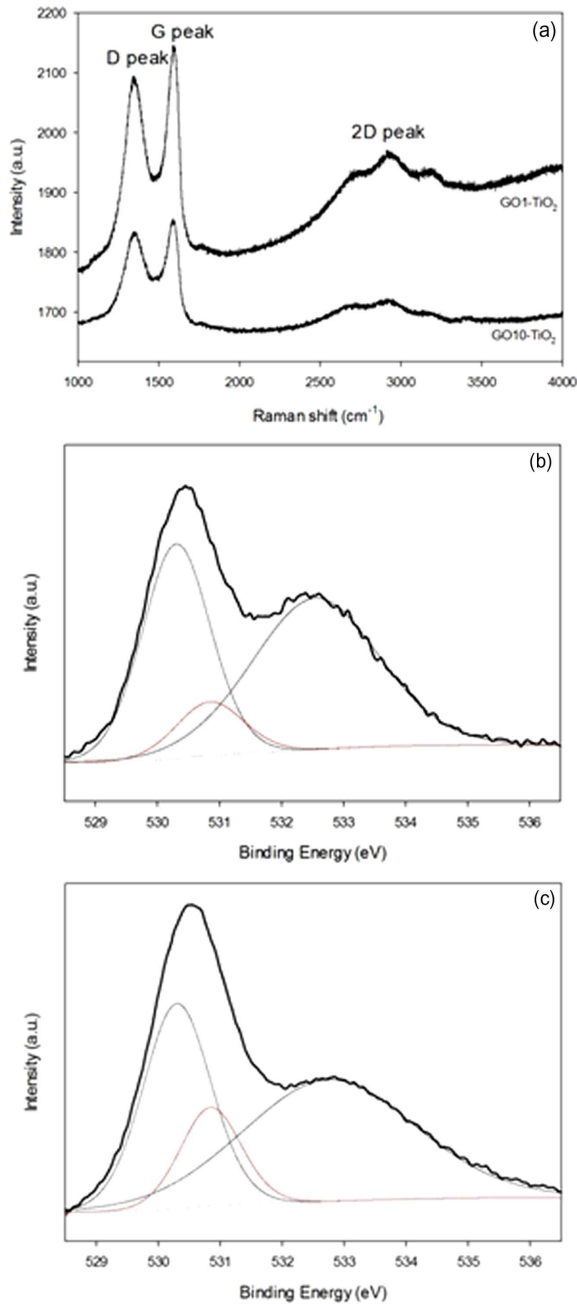 (a)
2200
2100
2000
1900
1800
1700
D peak
G peak
2D peak
GO1-TiO₂
GO10-TiO₂
Intensity (a.u.)
1000 1500 2000 2500 3000 3500 4000
Raman shift (cm⁻¹)
(b)
Intensity (a.u.)
529 530 531 532 533 534 535 536
Binding Energy (eV)
(c)
Intensity (a.u.)
529 530 531 532 533 534 535 536
Binding Energy (eV)